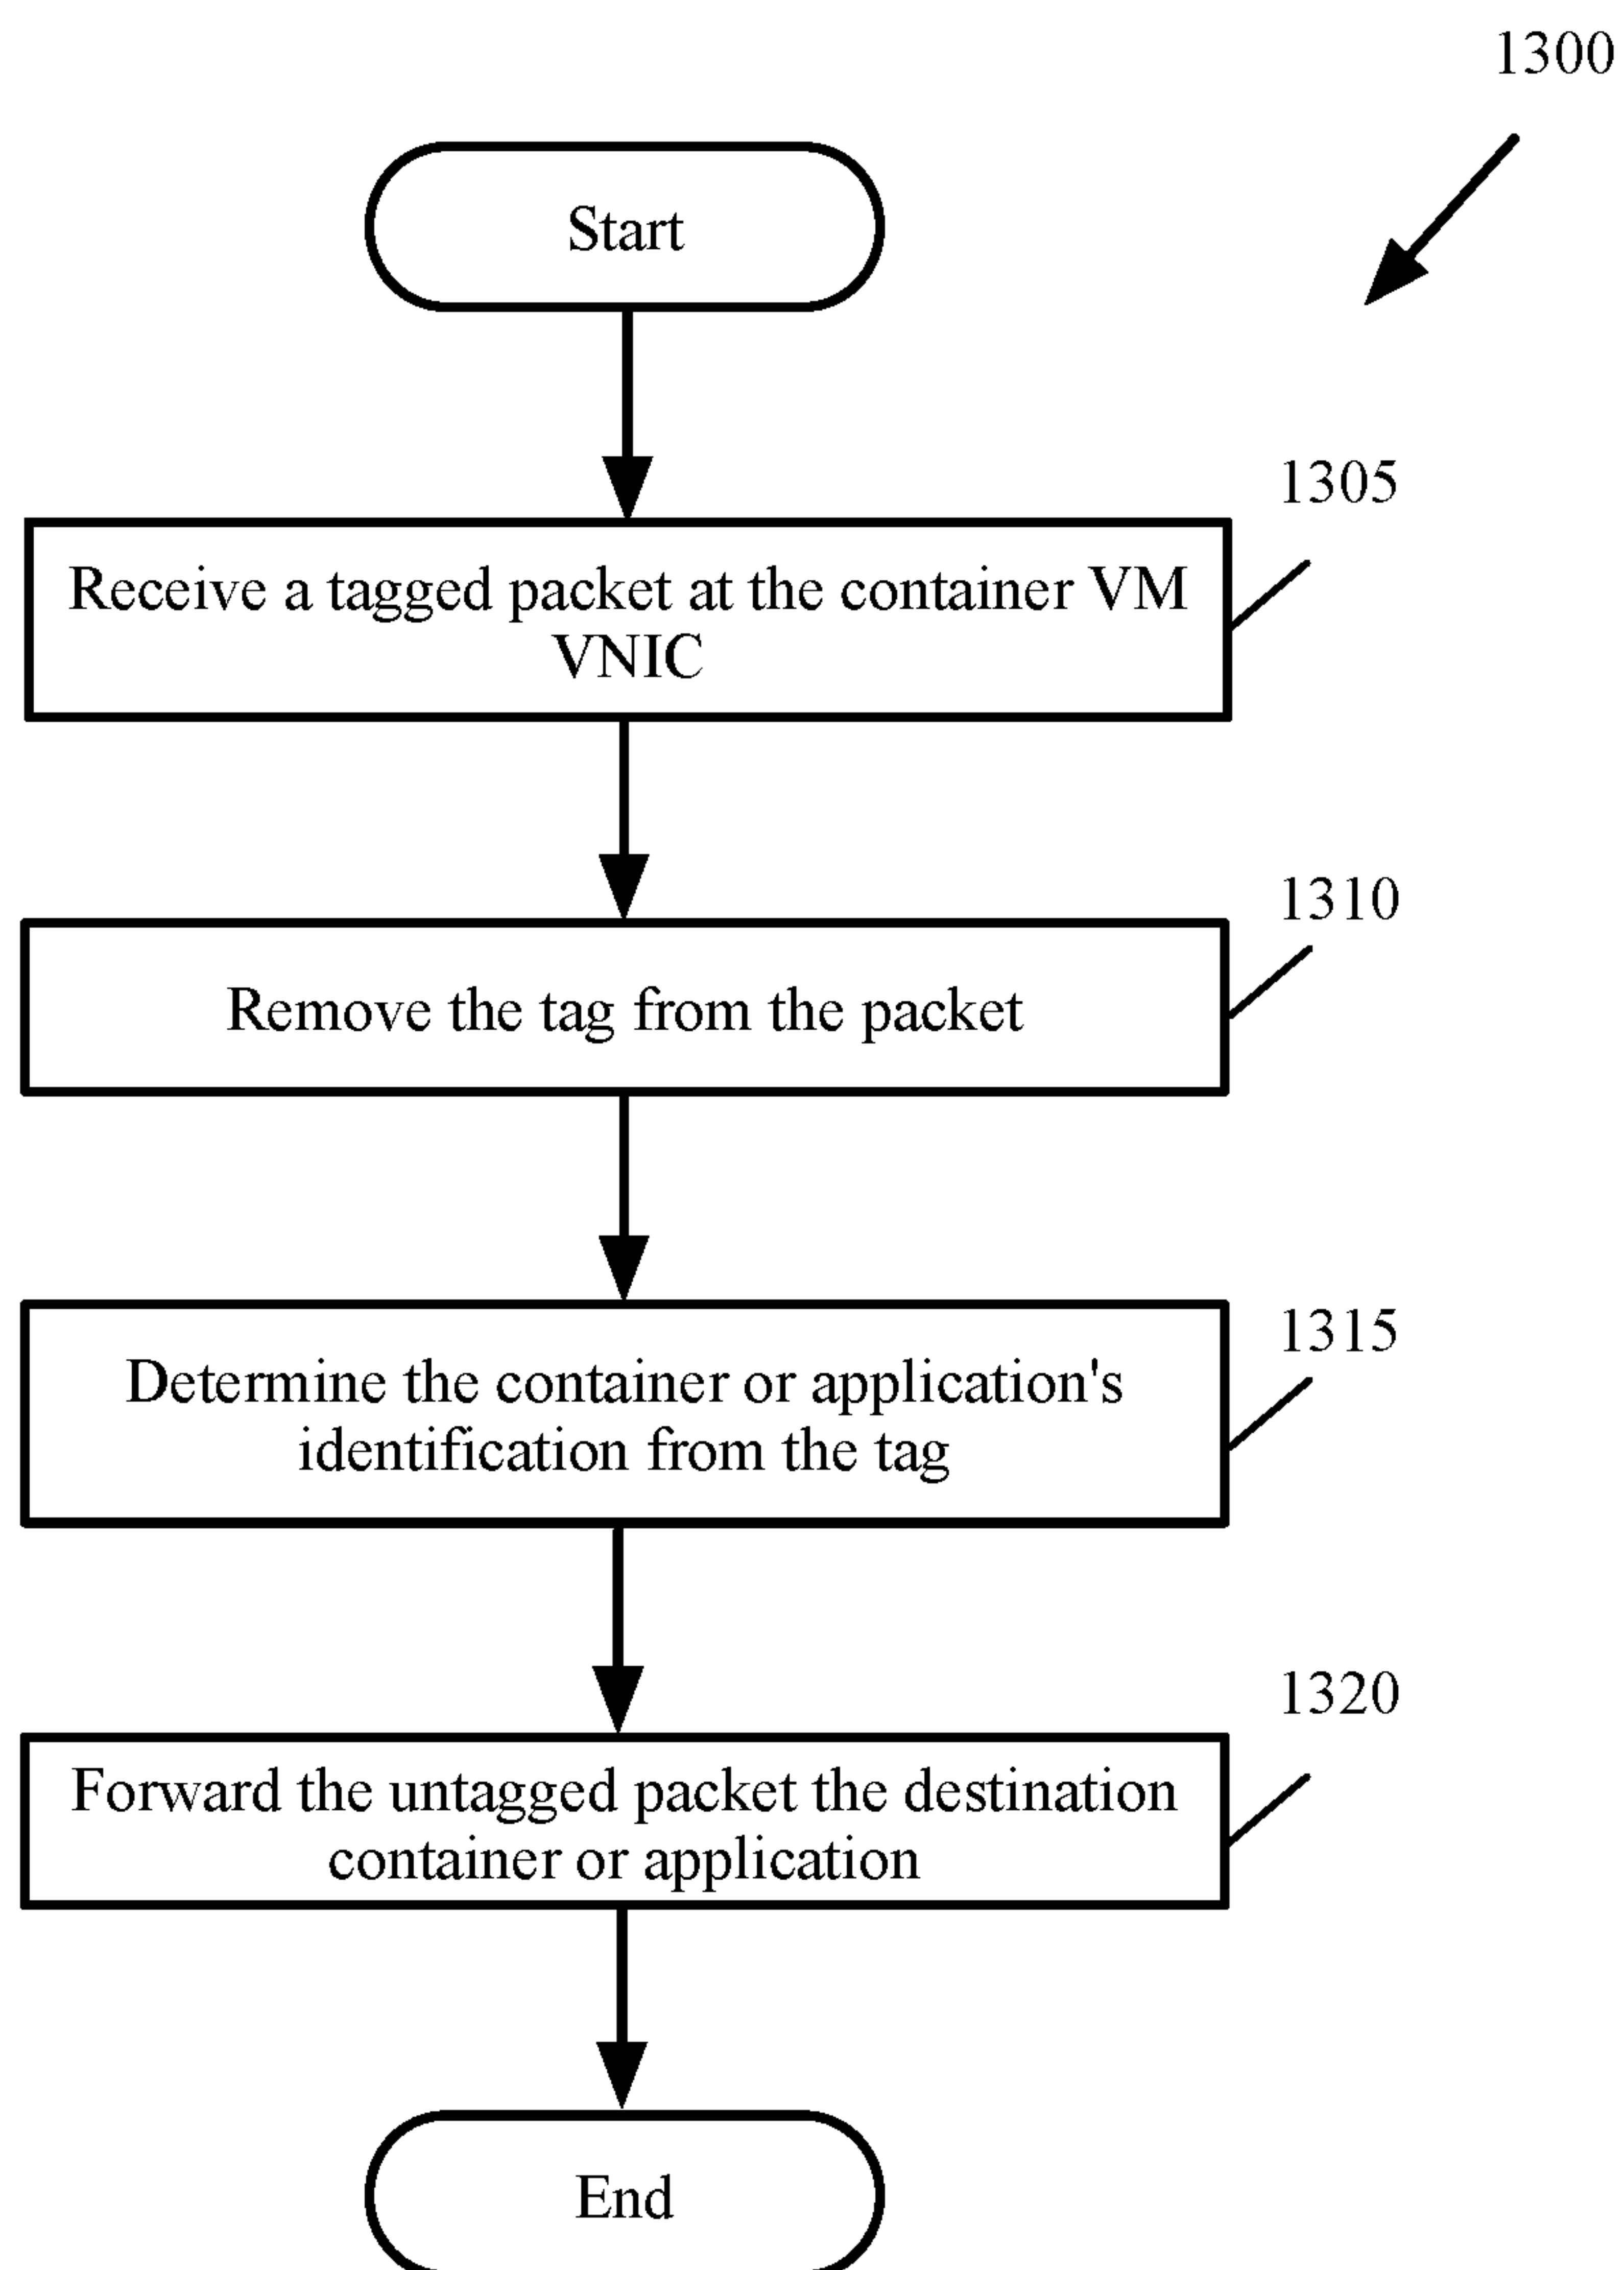 1300
Start
1305
Receive a tagged packet at the container VM
VNIC
1310
Remove the tag from the packet
1315
Determine the container or application's
identification from the tag
1320
Forward the untagged packet the destination
container or application
End